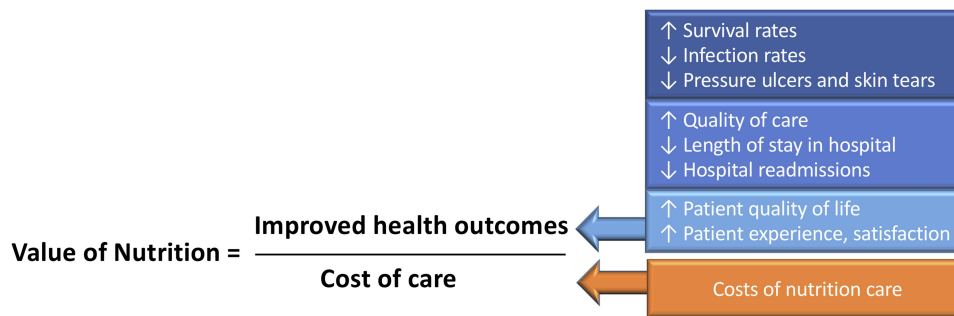 ↑ Survival rates
↓ Infection rates
↓ Pressure ulcers and skin tears
↑ Quality of care
↓ Length of stay in hospital
↓ Hospital readmissions
↑ Patient quality of life
↑ Patient experience, satisfaction
Value of Nutrition =
Improved health outcomes
Cost of care
Costs of nutrition care